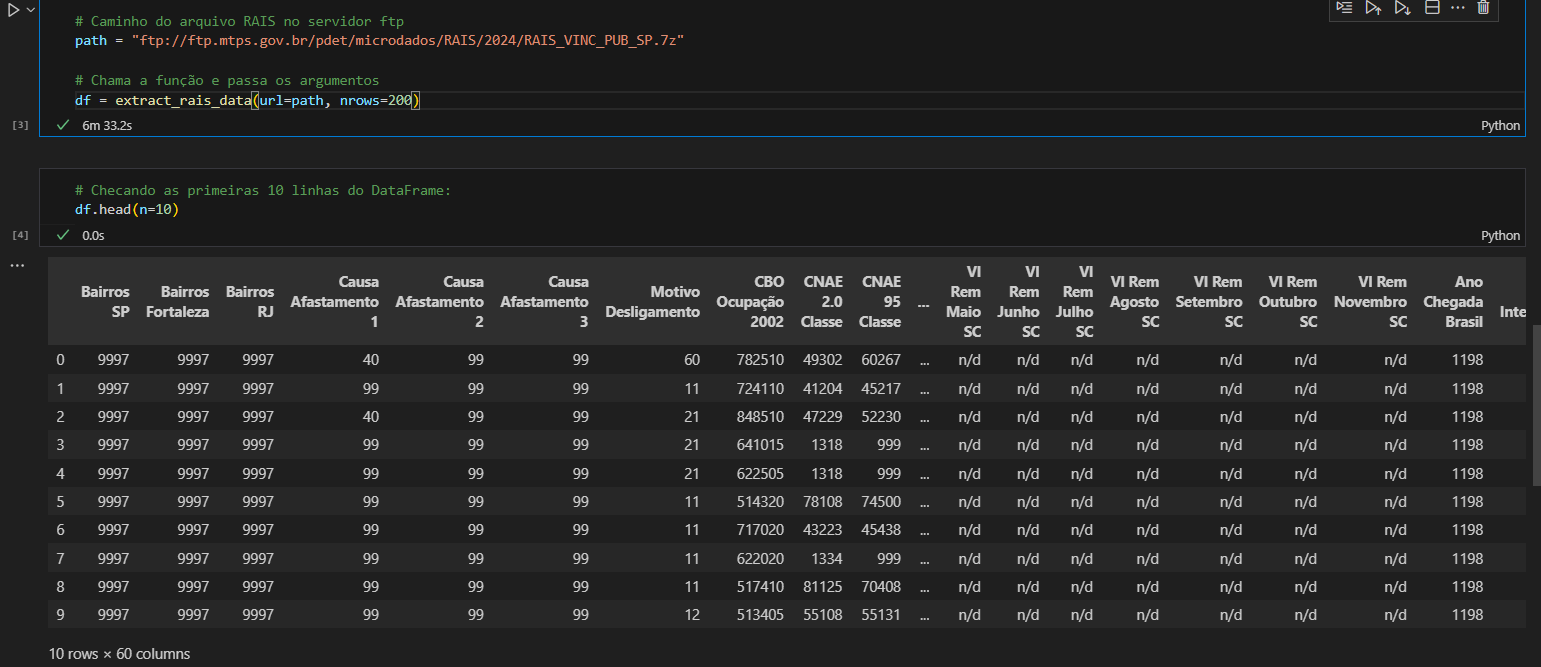 # Caminho do arquivo RAIS no servidor ftp
path = "ftp://ftp.mtps.gov.br/pdet/microdados/RAIS/2024/RAIS_VINC_PUB_SP.7z"
# Chama a função e passa os argumentos
df = extract_rais_data(url=path, nrows=200)
[3] 6m 33.2s Python
# Checando as primeiras 10 linhas do DataFrame:
df.head(n=10)
[4] 0.0s Python
...
Bairros SP Bairros Fortaleza Bairros RJ Causa Afastamento 1 Causa Afastamento 2 Causa Afastamento 3 Motivo Desligamento CBO Ocupação 2002 CNAE 2.0 Classe CNAE 95 Classe ... Vl Rem Maio SC Vl Rem Junho SC Vl Rem Julho SC Vl Rem Agosto SC Vl Rem Setembro SC Vl Rem Outubro SC Vl Rem Novembro SC Ano Chegada Brasil Inte
0 9997 9997 9997 40 99 99 60 782510 49302 60267 ... n/d n/d n/d n/d n/d n/d n/d 1198
1 9997 9997 9997 99 99 99 11 724110 41204 45217 ... n/d n/d n/d n/d n/d n/d n/d 1198
2 9997 9997 9997 40 99 99 21 848510 47229 52230 ... n/d n/d n/d n/d n/d n/d n/d 1198
3 9997 9997 9997 99 99 99 21 641015 1318 999 ... n/d n/d n/d n/d n/d n/d n/d 1198
4 9997 9997 9997 99 99 99 21 622505 1318 999 ... n/d n/d n/d n/d n/d n/d n/d 1198
5 9997 9997 9997 99 99 99 11 514320 78108 74500 ... n/d n/d n/d n/d n/d n/d n/d 1198
6 9997 9997 9997 99 99 99 11 717020 43223 45438 ... n/d n/d n/d n/d n/d n/d n/d 1198
7 9997 9997 9997 99 99 99 11 622020 1334 999 ... n/d n/d n/d n/d n/d n/d n/d 1198
8 9997 9997 9997 99 99 99 11 517410 81125 70408 ... n/d n/d n/d n/d n/d n/d n/d 1198
9 9997 9997 9997 99 99 99 12 513405 55108 55131 ... n/d n/d n/d n/d n/d n/d n/d 1198
10 rows × 60 columns